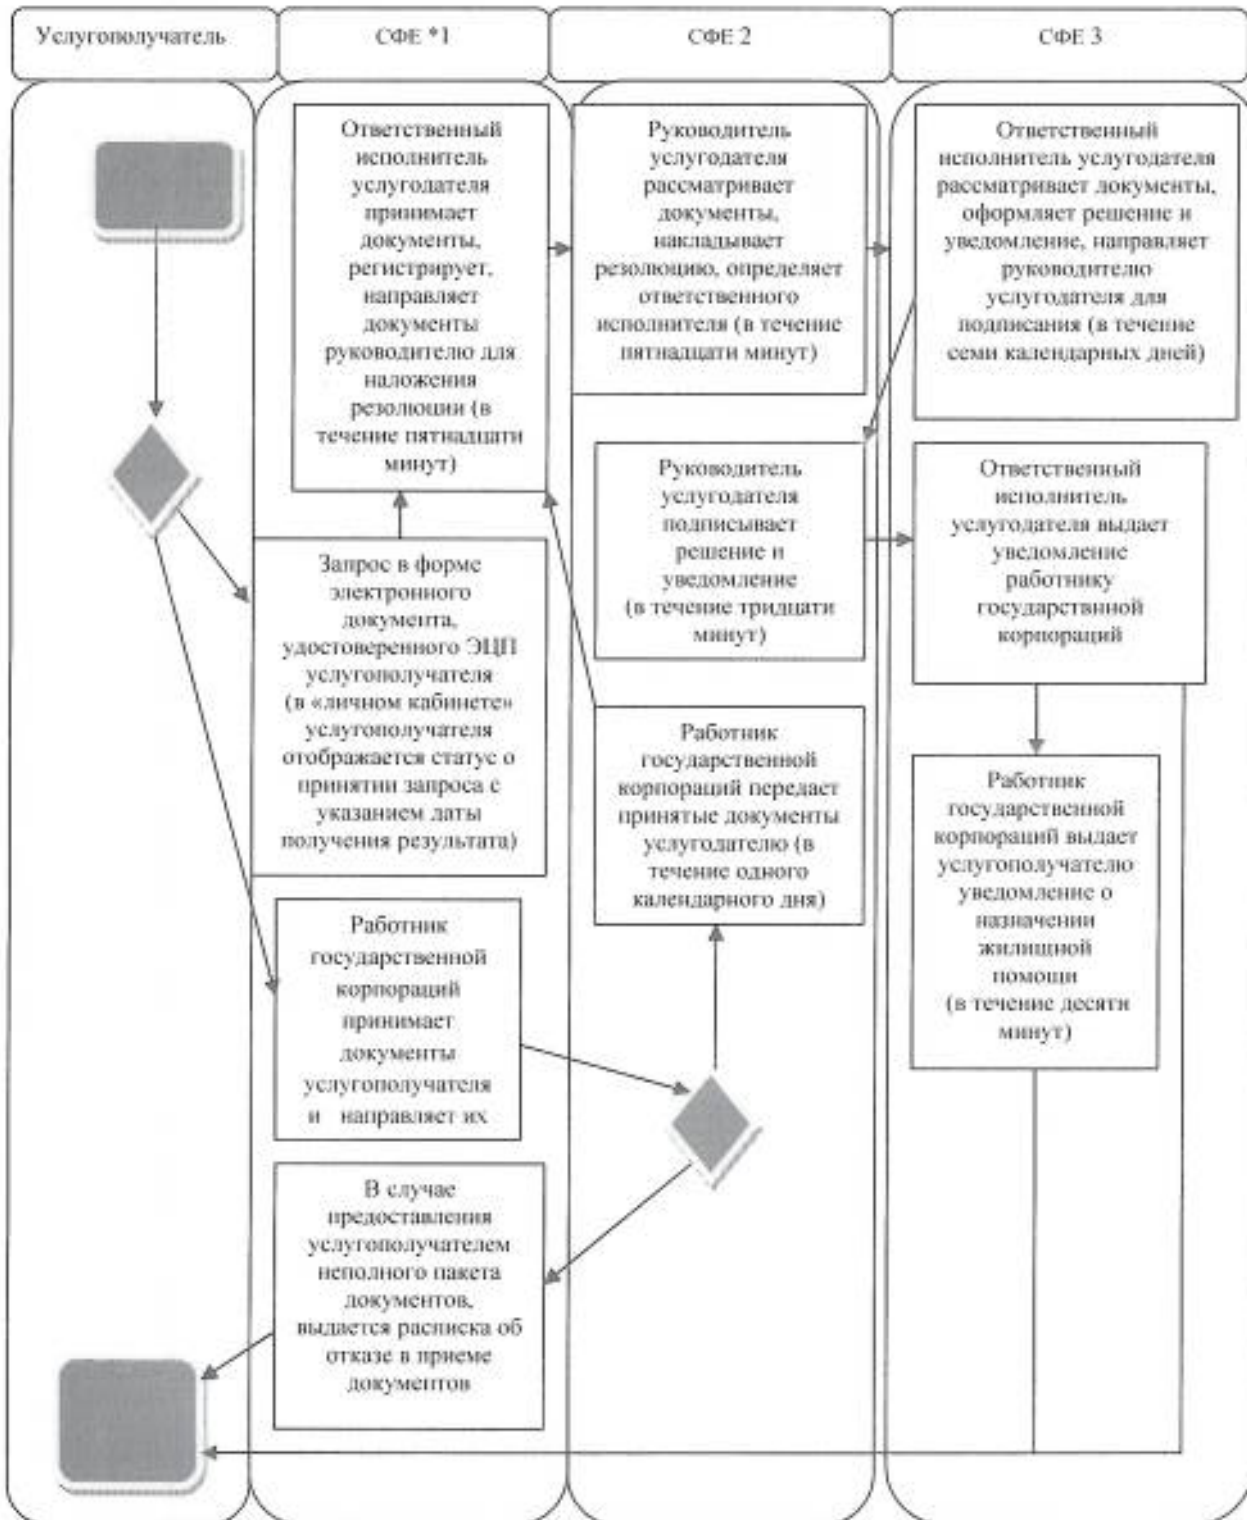 Услугополучатель
СФЕ *1
СФЕ 2
СФЕ 3
Ответственный
исполнитель
услугодателя
принимает
документы,
регистрирует,
направляет
документы
руководителю для
наложения
резолюции (в
течение пятнадцати
минут)
Руководитель
услугодателя
рассматривает
документы,
накладывает
резолюцию, определяет
ответственного
исполнителя (в течение
пятнадцати минут)
Ответственный
исполнитель услугодателя
рассматривает документы,
оформляет решение и
уведомление, направляет
руководителю
услугодателя для
подписания (в течение
семи календарных дней)
Запрос в форме
электронного
документа,
удостоверенного ЭЦП
услугополучателя
(в «личном кабинете»
услугополучателя
отображается статус о
принятии запроса с
указанием даты
получения результата)
Руководитель
услугодателя
подписывает
решение и
уведомление
(в течение тридцати
минут)
Ответственный
исполнитель
услугодателя выдает
уведомление
работнику
государствнной
корпораций
Работник
государственной
корпораций передает
принятые документы
услугодателю (в
течение одного
календарного дня)
Работник
государственной
корпораций выдает
услугополучателю
уведомление о
назначении
жилищной
помощи
(в течение десяти
минут)
Работник
государственной
корпораций
принимает
документы
услугополучателя
и направляет их
В случае
предоставления
услугополучателем
неполного пакета
документов,
выдается расписка об
отказе в приеме
документов